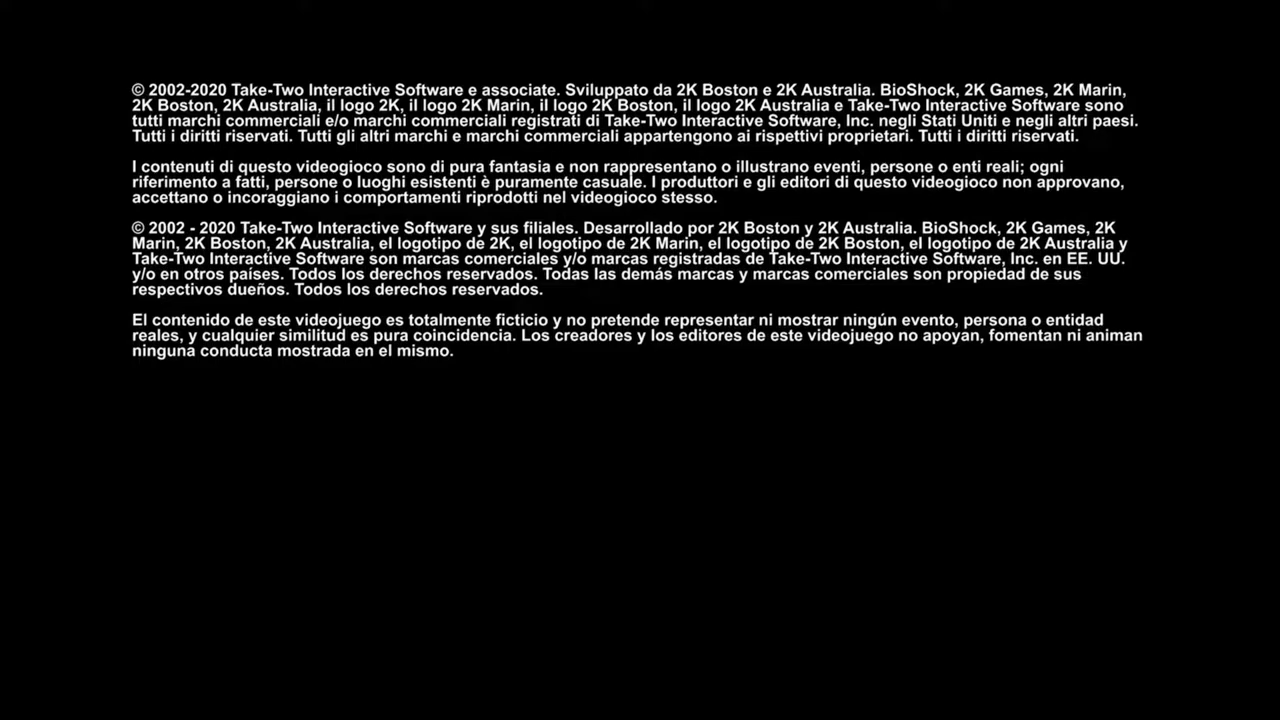 © 2002-2020 Take-Two Interactive Software e associate. Sviluppato da 2K Boston e 2K Australia. BioShock, 2K Games, 2K Marin,
2K Boston, 2K Australia, il logo 2K, il logo 2K Marin, il logo 2K Boston, il logo 2K Australia e Take-Two Interactive Software sono
tutti marchi commerciali e/o marchi commerciali registrati di Take-Two Interactive Software, Inc. negli Stati Uniti e negli altri paesi.
Tutti i diritti riservati. Tutti gli altri marchi e marchi commerciali appartengono ai rispettivi proprietari. Tutti i diritti riservati.
I contenuti di questo videogioco sono di pura fantasia e non rappresentano o illustrano eventi, persone o enti reali; ogni
riferimento a fatti, persone o luoghi esistenti è puramente casuale. I produttori e gli editori di questo videogioco non approvano,
accettano o incoraggiano i comportamenti riprodotti nel videogioco stesso.
© 2002 - 2020 Take-Two Interactive Software y sus filiales. Desarrollado por 2K Boston y 2K Australia. BioShock, 2K Games, 2K
Marin, 2K Boston, 2K Australia, el logotipo de 2K, el logotipo de 2K Marin, el logotipo de 2K Boston, el logotipo de 2K Australia y
Take-Two Interactive Software son marcas comerciales y/o marcas registradas de Take-Two Interactive Software, Inc. en EE. UU.
y/o en otros países. Todos los derechos reservados. Todas las demás marcas y marcas comerciales son propiedad de sus
respectivos dueños. Todos los derechos reservados.
El contenido de este videojuego es totalmente ficticio y no pretende representar ni mostrar ningún evento, persona o entidad
reales, y cualquier similitud es pura coincidencia. Los creadores y los editores de este videojuego no apoyan, fomentan ni animan
ninguna conducta mostrada en el mismo.